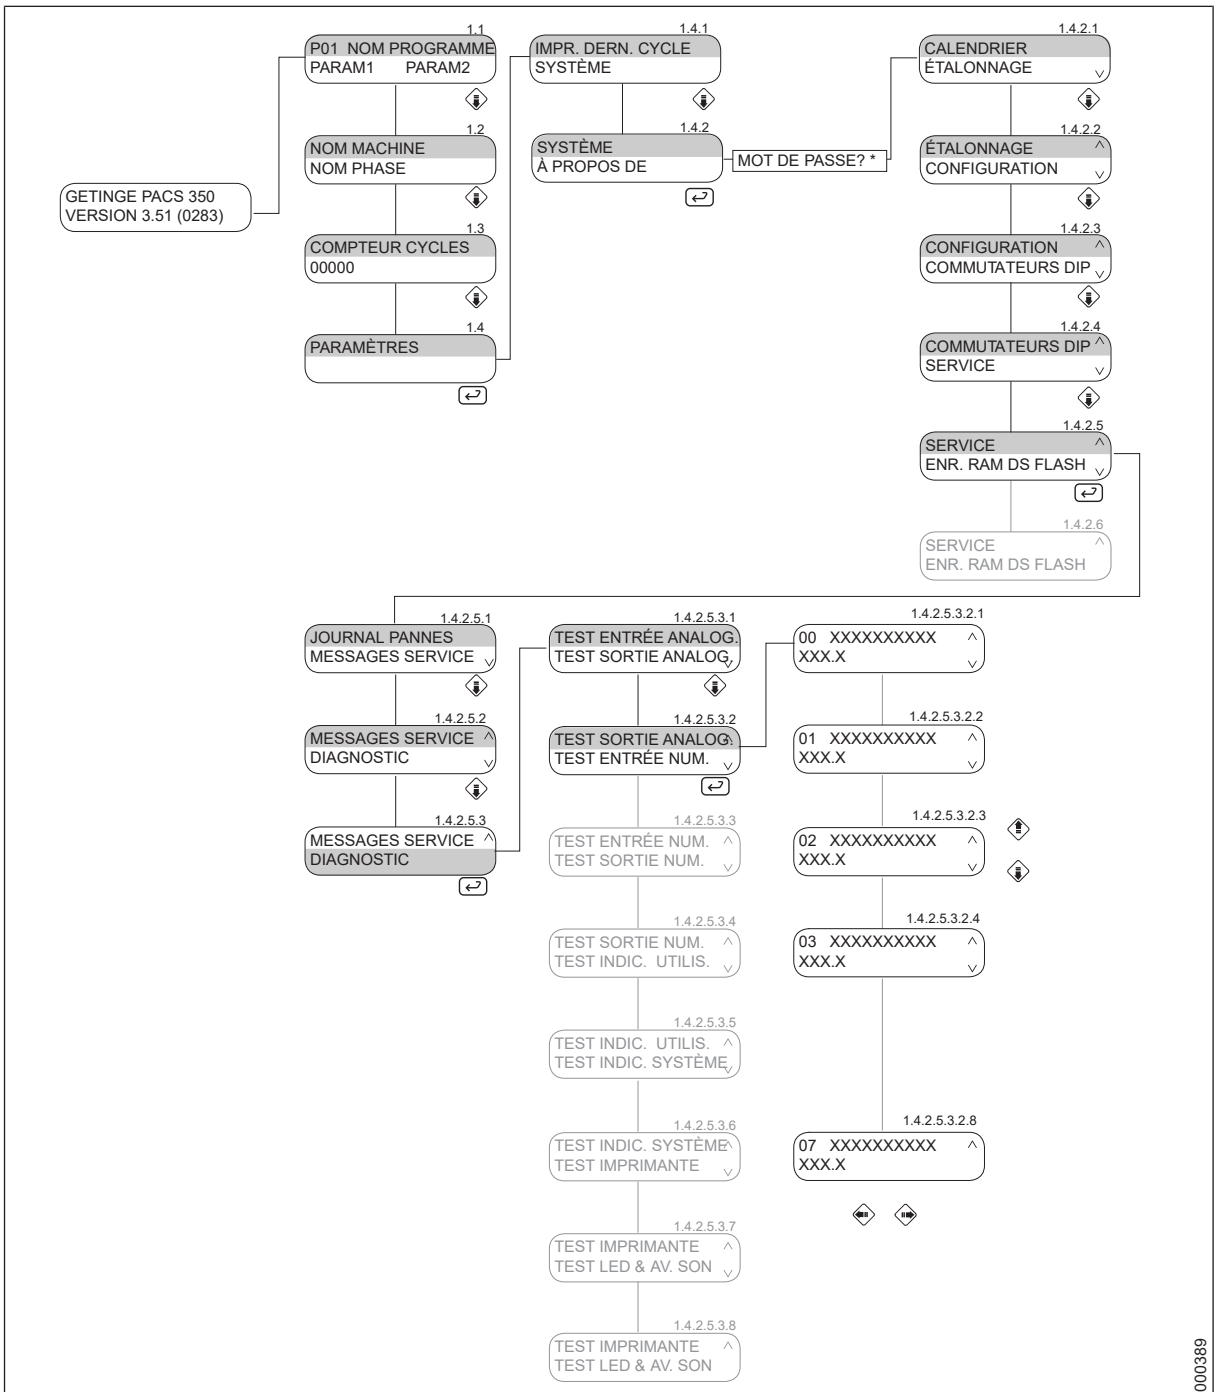 GETINGE PACS 350
VERSION 3.51 (0283)
1.1
P01 NOM PROGRAMME
PARAM1 PARAM2
1.2
NOM MACHINE
NOM PHASE
1.3
COMPTEUR CYCLES
00000
1.4
PARAMÈTRES
1.4.1
IMPR. DERN. CYCLE
SYSTÈME
1.4.2
SYSTÈME
À PROPOS DE
MOT DE PASSE? *
1.4.2.1
CALENDRIER
ÉTALONNAGE
1.4.2.2
ÉTALONNAGE
CONFIGURATION
1.4.2.3
CONFIGURATION
COMMUTATEURS DIP
1.4.2.4
COMMUTATEURS DIP
SERVICE
1.4.2.5
SERVICE
ENR. RAM DS FLASH
1.4.2.6
SERVICE
ENR. RAM DS FLASH
1.4.2.5.1
JOURNAL PANNES
MESSAGES SERVICE
1.4.2.5.2
MESSAGES SERVICE
DIAGNOSTIC
1.4.2.5.3
MESSAGES SERVICE
DIAGNOSTIC
1.4.2.5.3.1
TEST ENTRÉE ANALOG.
TEST SORTIE ANALOG.
1.4.2.5.3.2
TEST SORTIE ANALOG.
TEST ENTRÉE NUM.
1.4.2.5.3.3
TEST ENTRÉE NUM.
TEST SORTIE NUM.
1.4.2.5.3.4
TEST SORTIE NUM.
TEST INDIC. UTILIS.
1.4.2.5.3.5
TEST INDIC. UTILIS.
TEST INDIC. SYSTÈME
1.4.2.5.3.6
TEST INDIC. SYSTÈME
TEST IMPRIMANTE
1.4.2.5.3.7
TEST IMPRIMANTE
TEST LED & AV. SON
1.4.2.5.3.8
TEST IMPRIMANTE
TEST LED & AV. SON
1.4.2.5.3.2.1
00 XXXXXXXXXX
XXX.X
1.4.2.5.3.2.2
01 XXXXXXXXXX
XXX.X
1.4.2.5.3.2.3
02 XXXXXXXXXX
XXX.X
1.4.2.5.3.2.4
03 XXXXXXXXXX
XXX.X
1.4.2.5.3.2.8
07 XXXXXXXXXX
XXX.X
000389